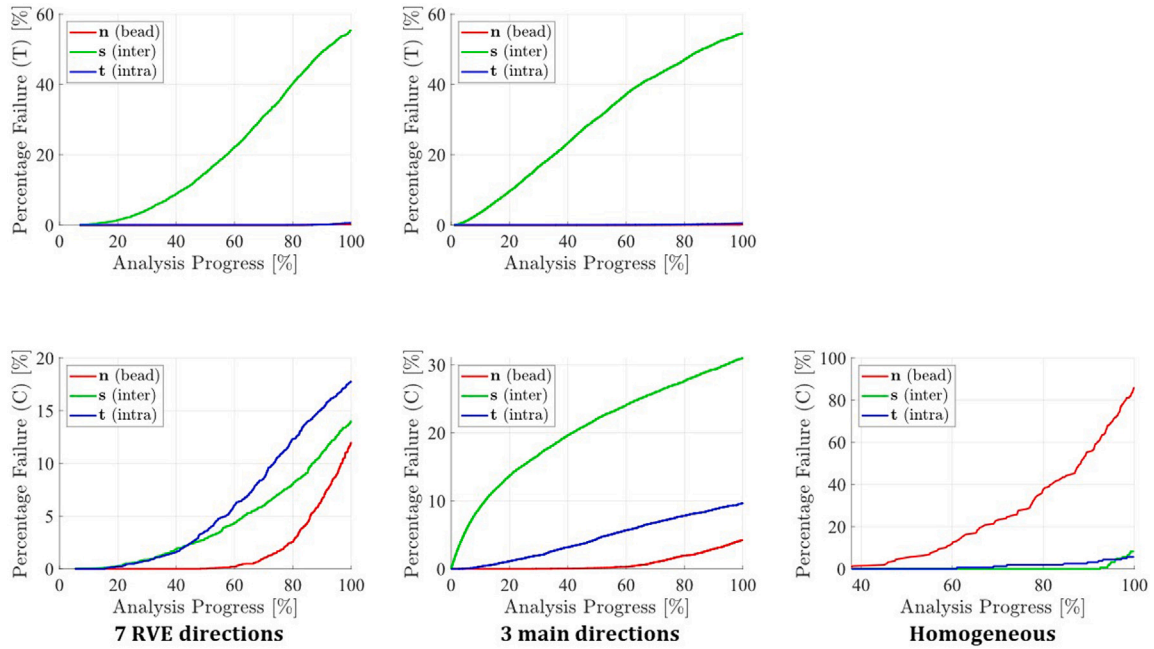 Percentage Failure (T) [%]
60
40
20
0
n (bead)
s (inter)
t (intra)
0 20 40 60 80 100
Analysis Progress [%]
Percentage Failure (T) [%]
60
40
20
0
n (bead)
s (inter)
t (intra)
0 20 40 60 80 100
Analysis Progress [%]
Percentage Failure (C) [%]
20
15
10
5
0
n (bead)
s (inter)
t (intra)
0 20 40 60 80 100
Analysis Progress [%]
7 RVE directions
Percentage Failure (C) [%]
30
20
10
0
n (bead)
s (inter)
t (intra)
0 20 40 60 80 100
Analysis Progress [%]
3 main directions
Percentage Failure (C) [%]
100
80
60
40
20
0
n (bead)
s (inter)
t (intra)
40 60 80 100
Analysis Progress [%]
Homogeneous